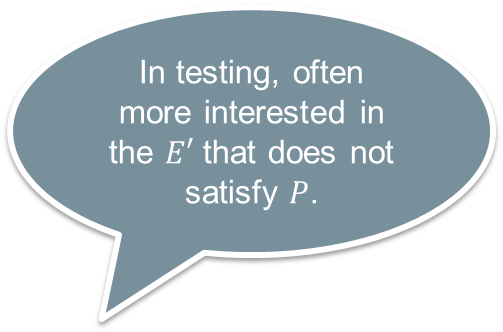 In testing, often
more interested in
the E′ that does not
satisfy P.